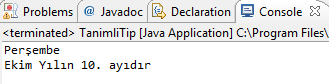 Problems @ Javadoc Declaration Console
<terminated> TanimliTip [Java Application] C:\Program Files\
Perşembe
Ekim Yılın 10. ayıdır